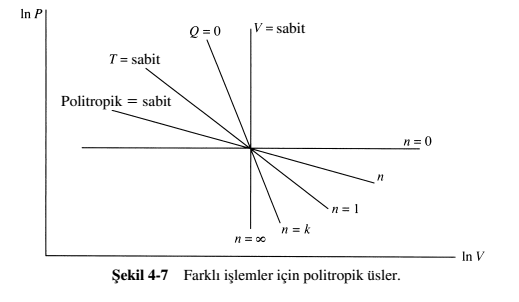 ln P
Q = 0
V = sabit
T = sabit
Politropik = sabit
n = 0
n
n = 1
n = k
n = ∞
ln V
Şekil 4-7 Farklı işlemler için politropik üsler.